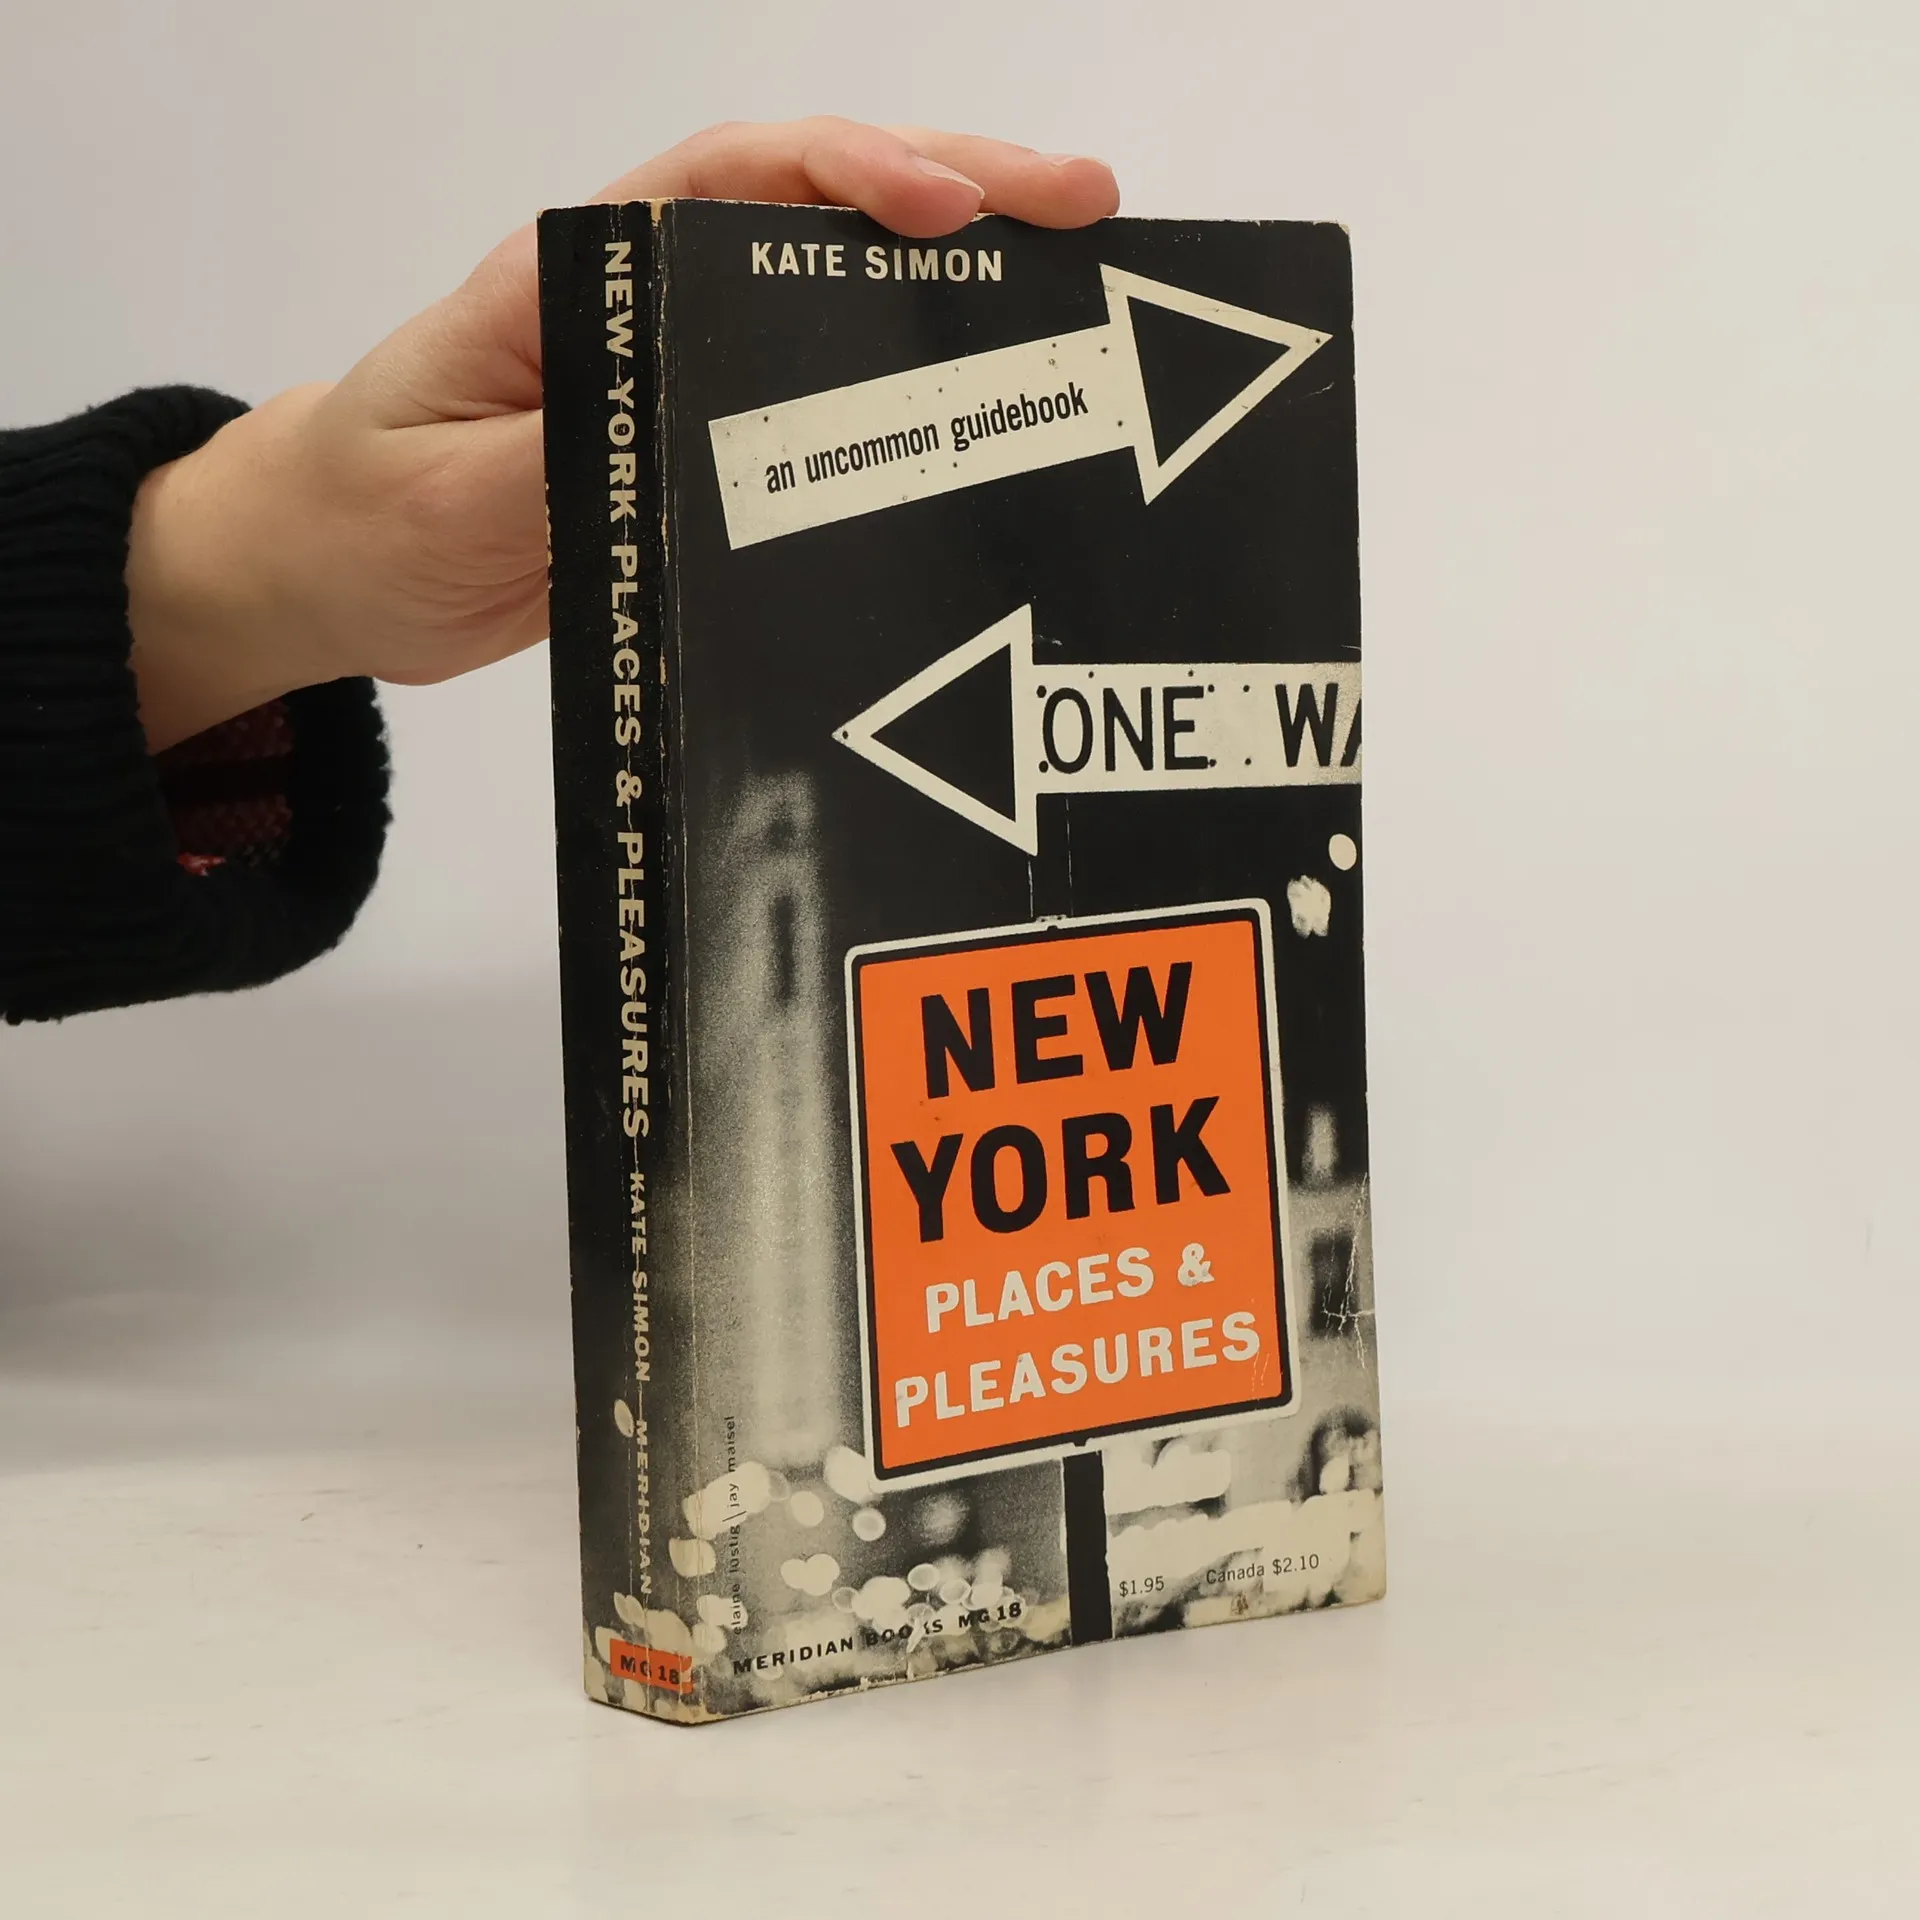 NEW YORK PLACES & PLEASURES KATE SIMON MERIDIAN
MG 18
KATE SIMON
an uncommon guidebook
ONE WA
NEW
YORK
PLACES &
PLEASURES
elaine lustig | jay maisel
$1.95 Canada $2.10
MERIDIAN BOOKS MG 18